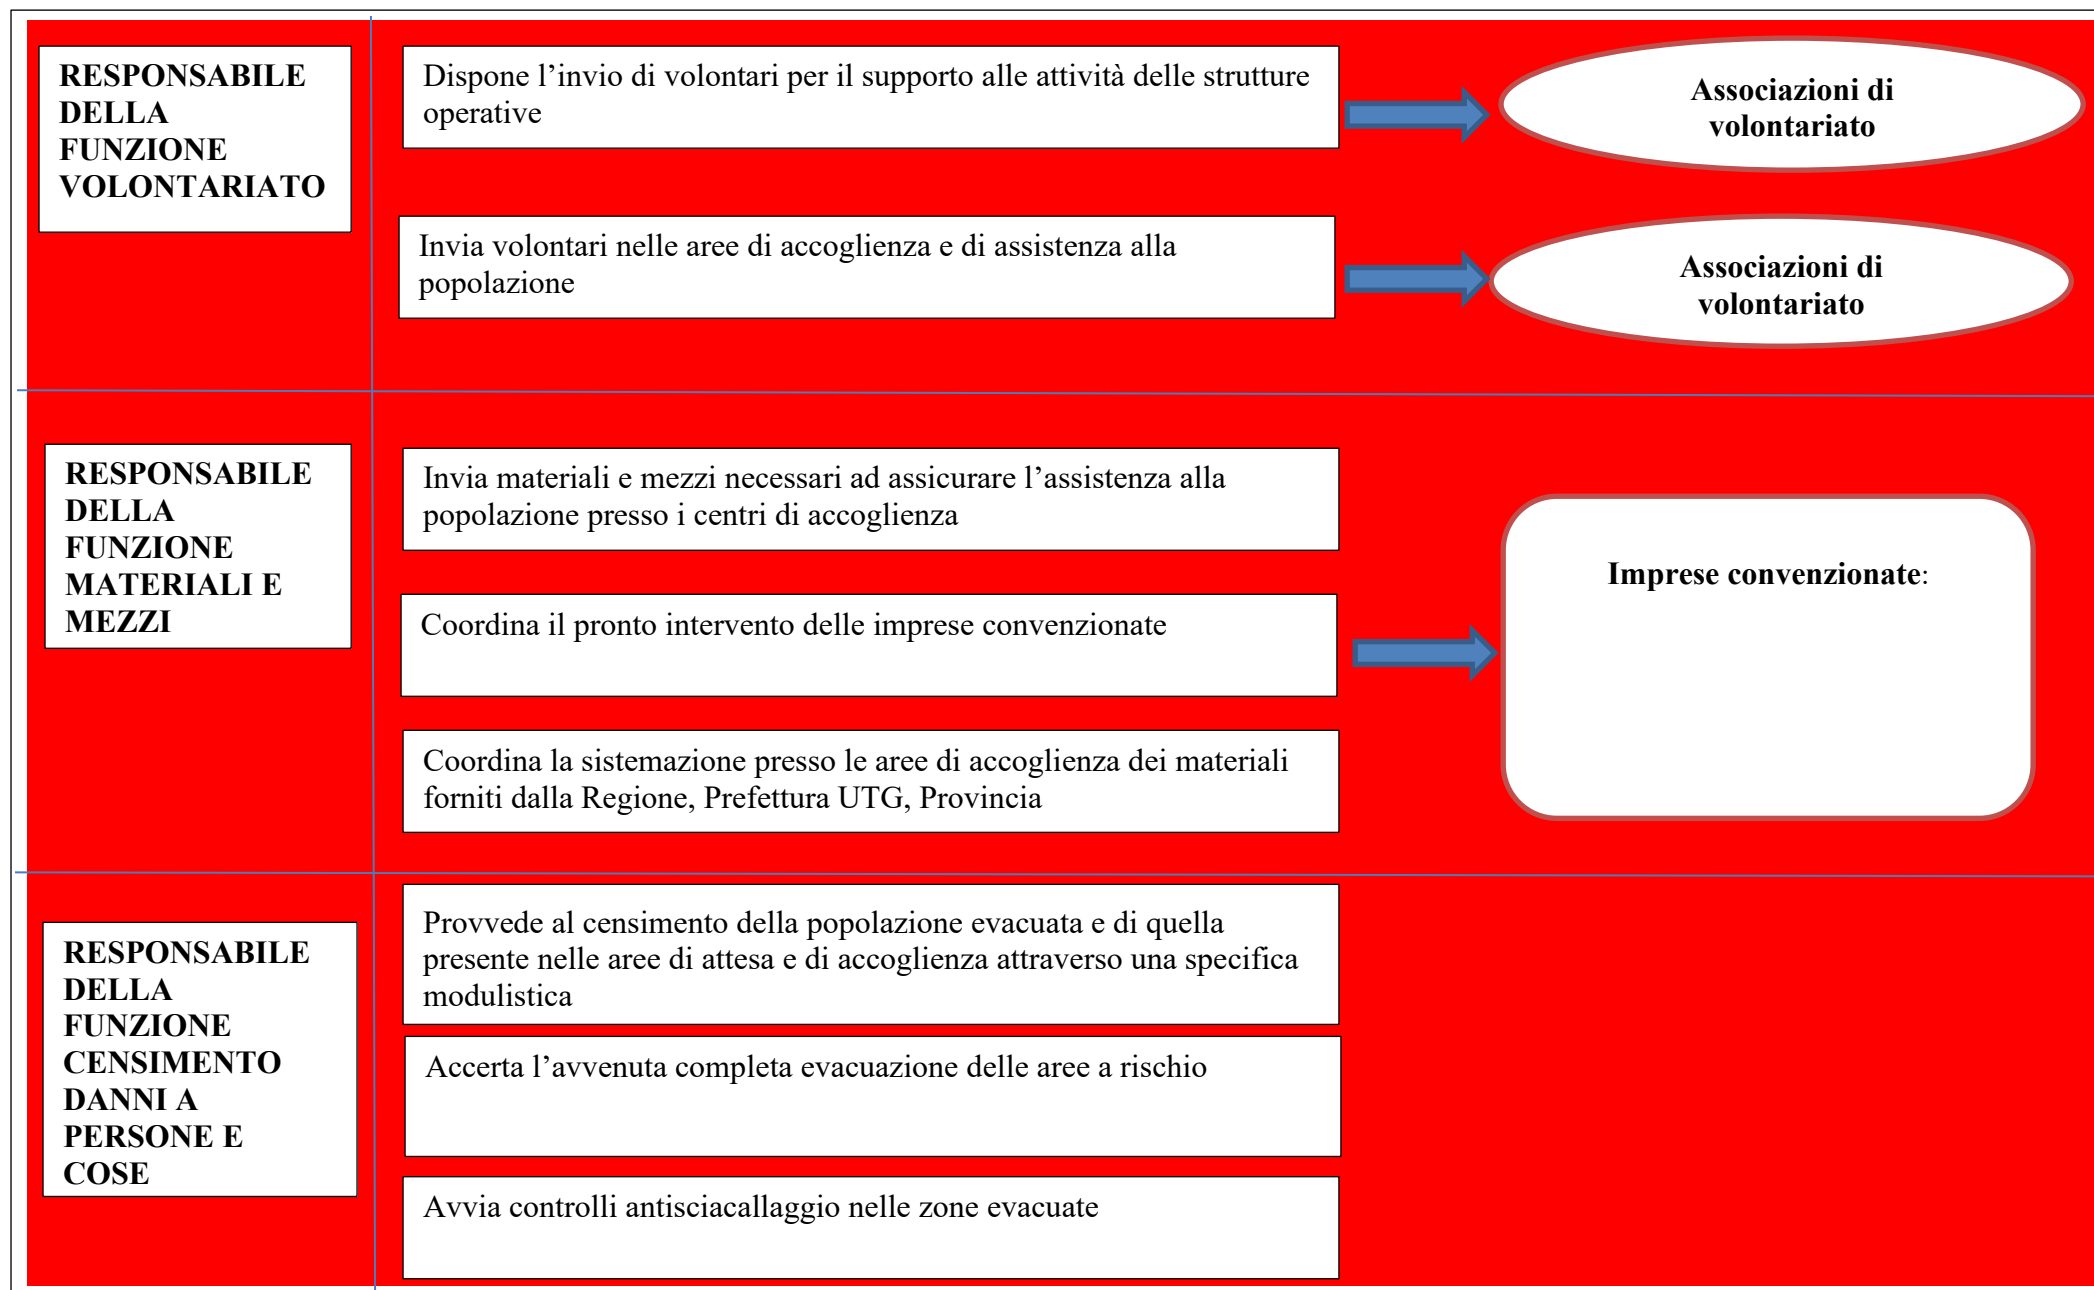 RESPONSABILE
DELLA
FUNZIONE
VOLONTARIATO
Dispone l’invio di volontari per il supporto alle attività delle strutture
operative
Associazioni di
volontariato
Invia volontari nelle aree di accoglienza e di assistenza alla
popolazione
Associazioni di
volontariato
RESPONSABILE
DELLA
FUNZIONE
MATERIALI E
MEZZI
Invia materiali e mezzi necessari ad assicurare l’assistenza alla
popolazione presso i centri di accoglienza
Coordina il pronto intervento delle imprese convenzionate
Imprese convenzionate:
Coordina la sistemazione presso le aree di accoglienza dei materiali
forniti dalla Regione, Prefettura UTG, Provincia
RESPONSABILE
DELLA
FUNZIONE
CENSIMENTO
DANNI A
PERSONE E
COSE
Provvede al censimento della popolazione evacuata e di quella
presente nelle aree di attesa e di accoglienza attraverso una specifica
modulistica
Accerta l’avvenuta completa evacuazione delle aree a rischio
Avvia controlli antisciacallaggio nelle zone evacuate